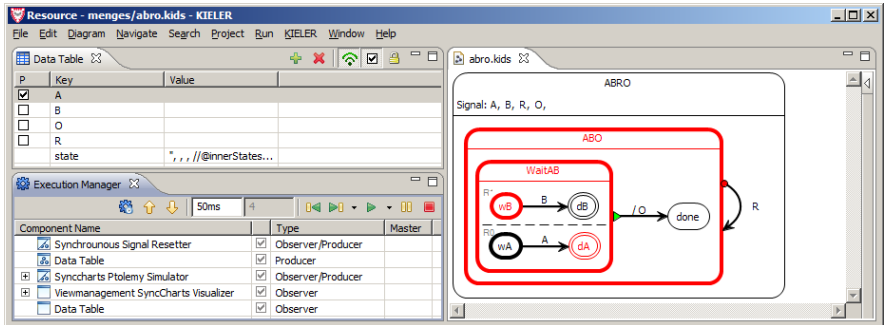 Resource - menges/abro.kids - KIELER
File Edit Diagram Navigate Search Project Run KIELER Window Help
Data Table
P Key Value
A
B
O
R
state ", , , //@innerStates...
Execution Manager
50ms 4
Component Name Type Master
Synchrounous Signal Resetter Observer/Producer
Data Table Producer
Synccharts Ptolemy Simulator Observer/Producer
Viewmanagement SyncCharts Visualizer Observer
Data Table Observer
abro.kids
ABRO
Signal: A, B, R, O,
ABO
WaitAB
wB B dB
wA A dA
/ O
done
R